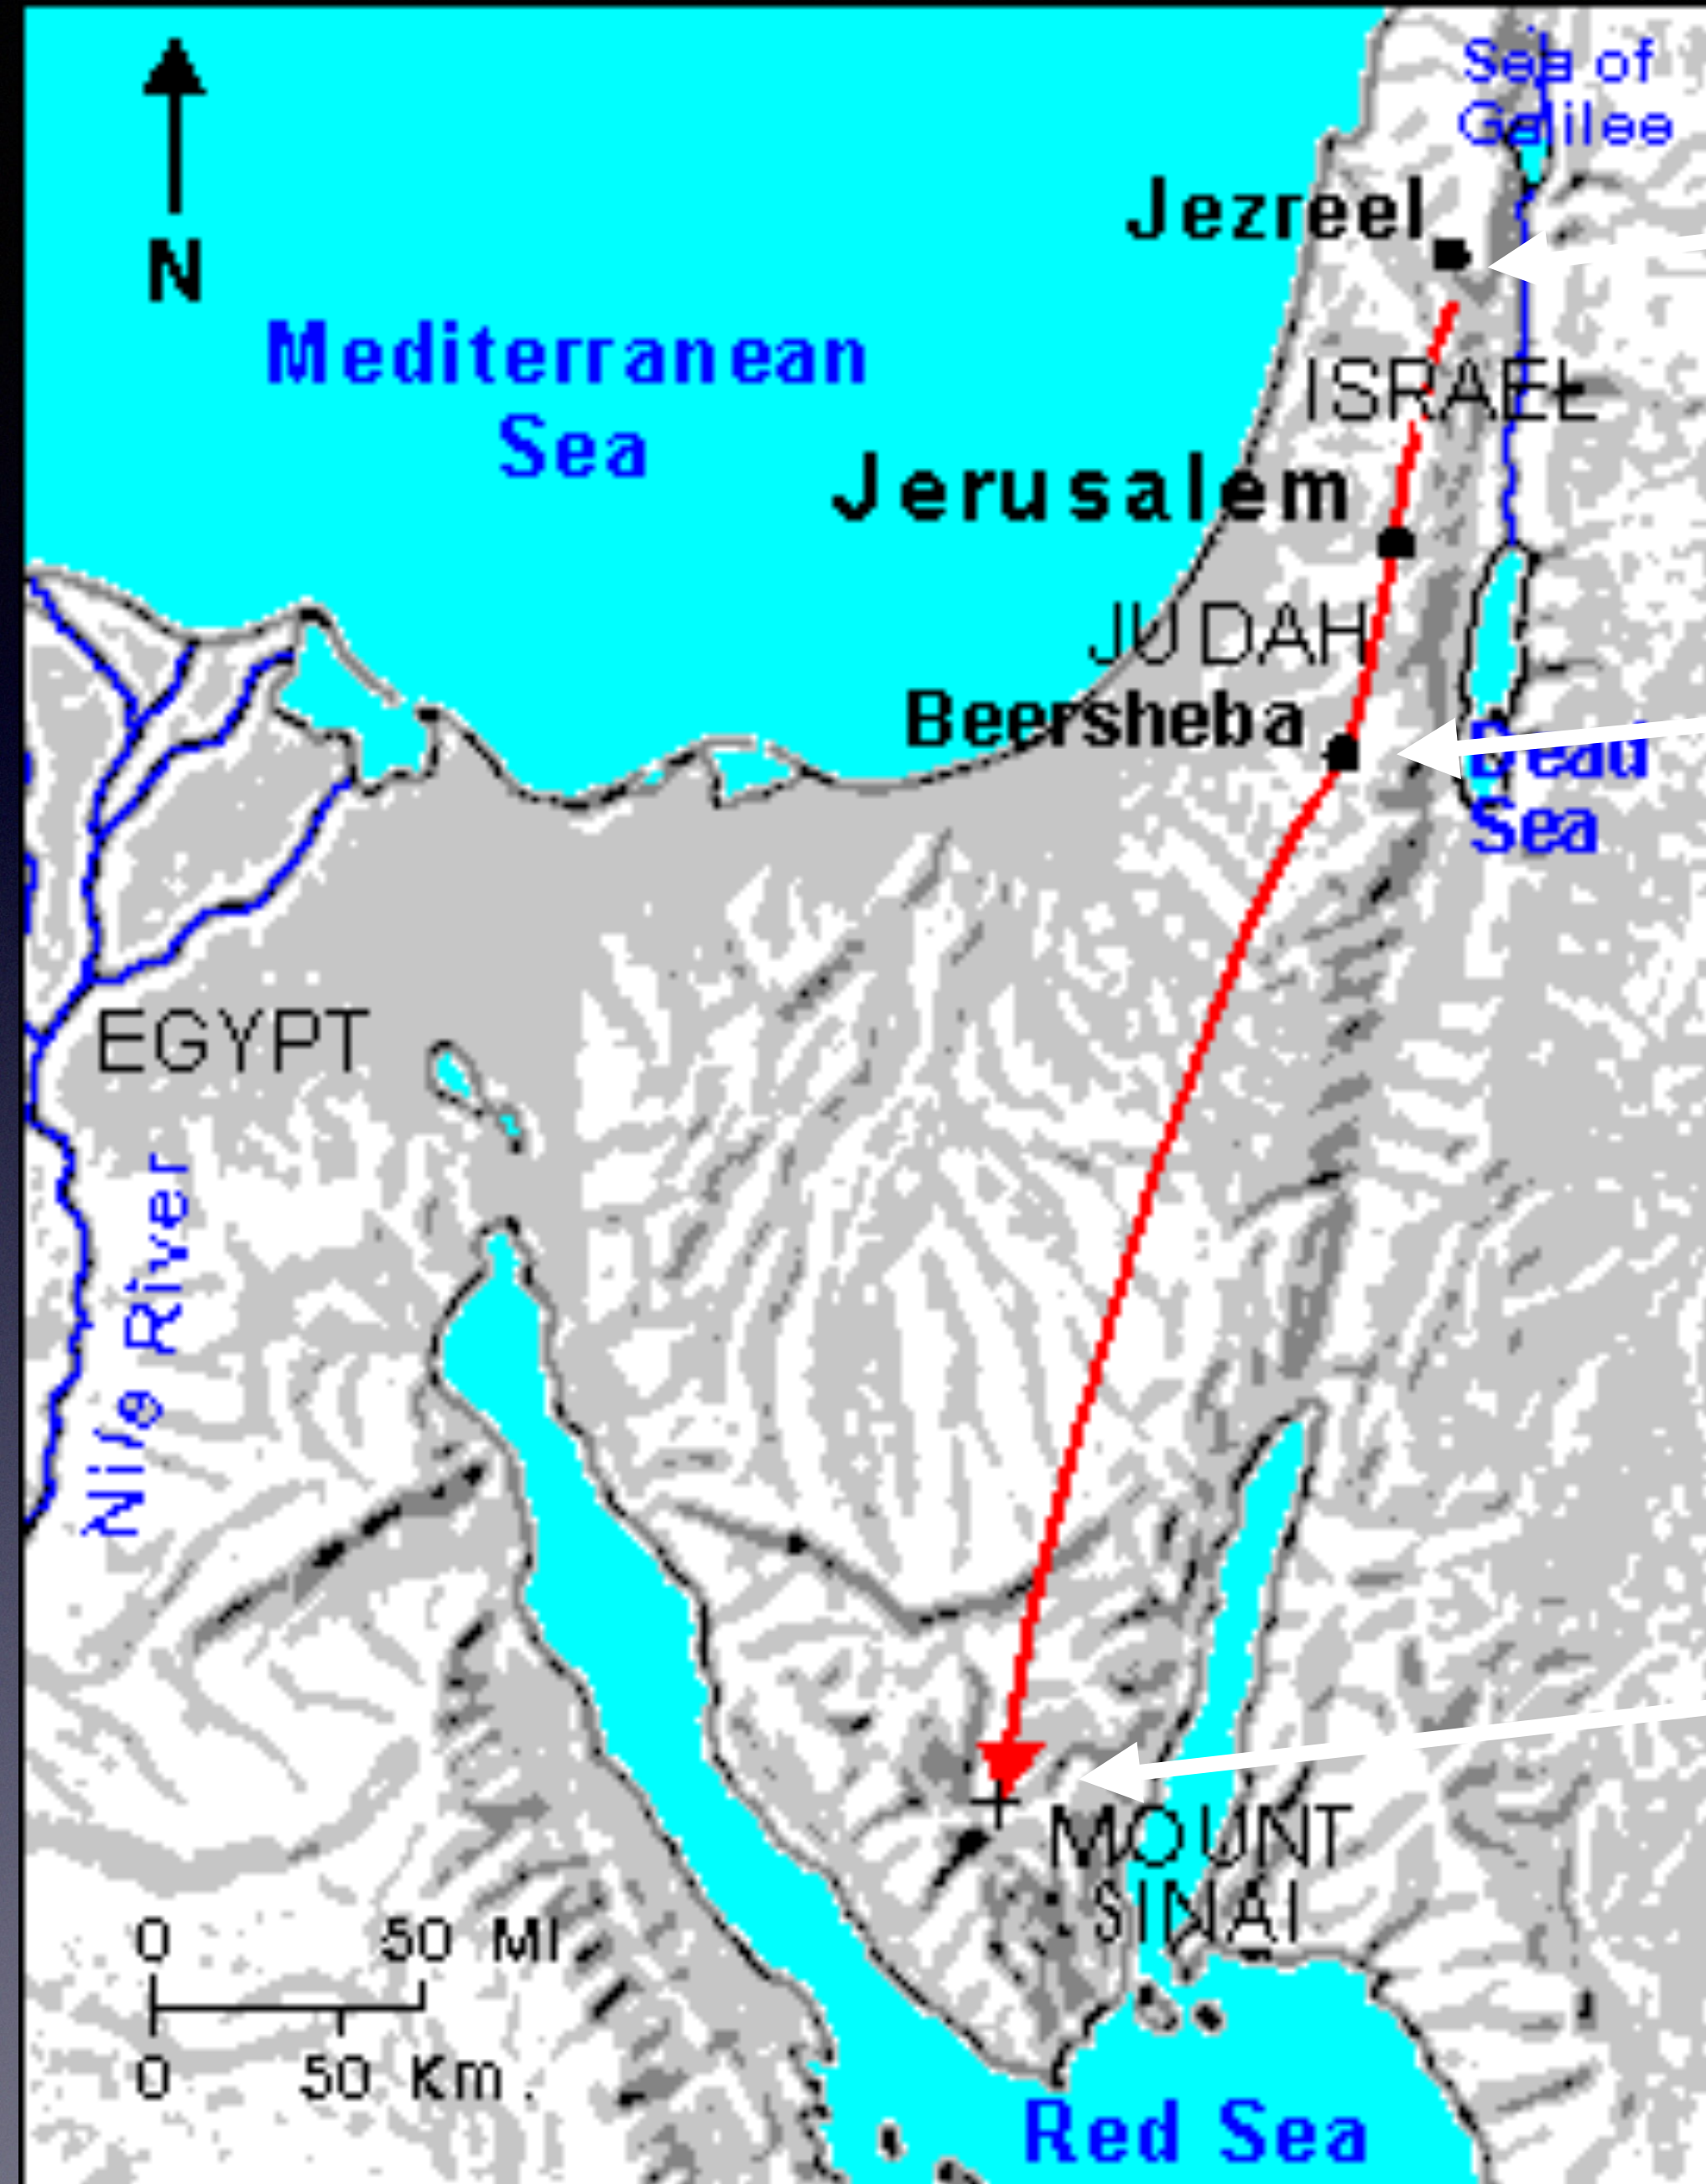 Sea of
Galilee
Jezreel
N
Mediterranean
Sea
ISRAEL
Jerusalem
JUDAH
Beersheba
Dead
Sea
EGYPT
Nile River
MOUNT
SINAI
0 50 MI
0 50 Km.
Red Sea